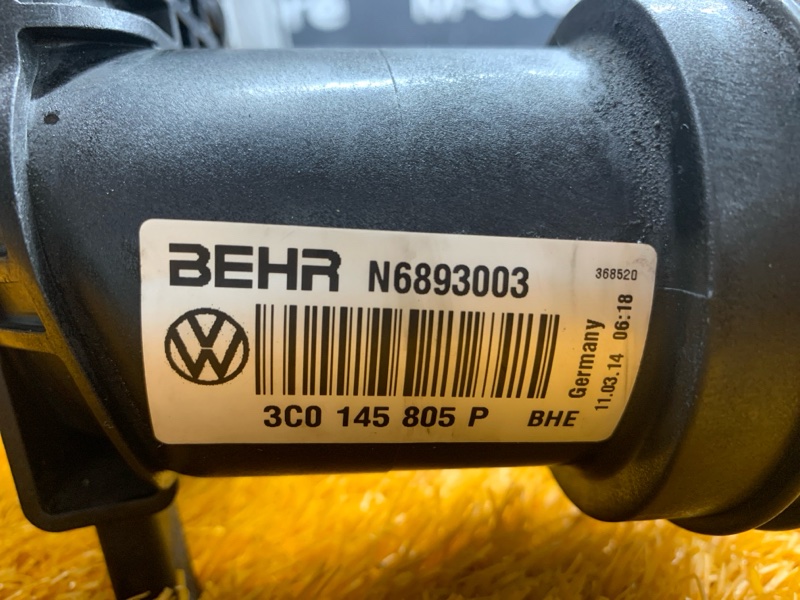 BEHR N6893003 368520
3C0 145 805 P BHE
Germany
11.03.14 06:18